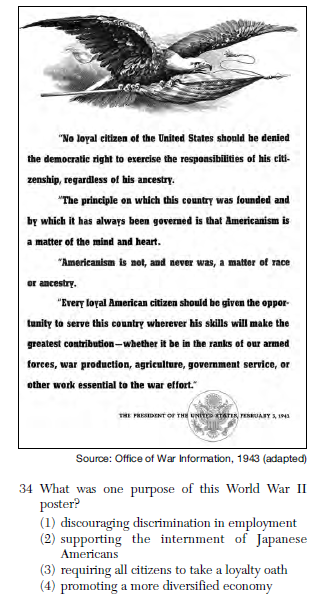 "No loyal citizen of the United States should be denied
the democratic right to exercise the responsibilities of his citi-
zenship, regardless of his ancestry.
"The principle on which this country was founded and
by which it has always been governed is that Americanism is
a matter of the mind and heart.
"Americanism is not, and never was, a matter of race
or ancestry.
"Every loyal American citizen should be given the oppor-
tunity to serve this country wherever his skills will make the
greatest contribution—whether it be in the ranks of our armed
forces, war production, agriculture, government service, or
other work essential to the war effort."
THE PRESIDENT OF THE UNITED STATES, FEBRUARY 3, 1943
Source: Office of War Information, 1943 (adapted)
34 What was one purpose of this World War II
poster?
(1) discouraging discrimination in employment
(2) supporting the internment of Japanese
Americans
(3) requiring all citizens to take a loyalty oath
(4) promoting a more diversified economy